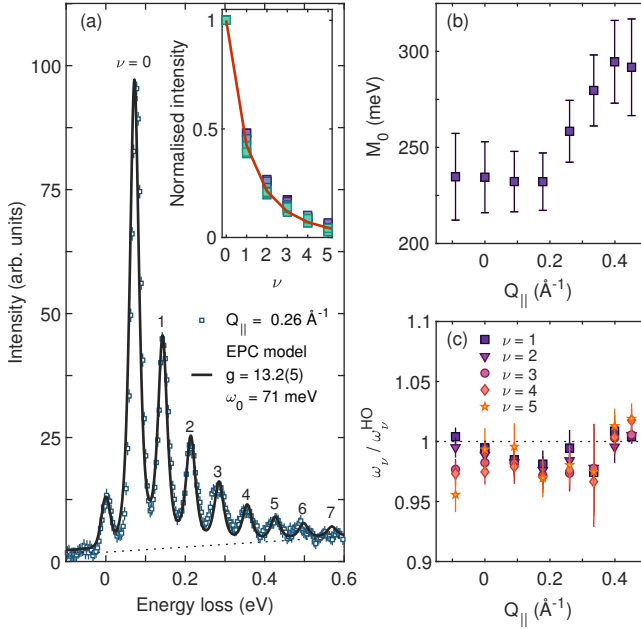 (a)
ν = 0
1
2
3
4
5
6
7
Intensity (arb. units)
100
75
50
25
0
0
0.2
0.4
0.6
Energy loss (eV)
Q|| = 0.26 Å-1
EPC model
g = 13.2(5)
ω0 = 71 meV
Normalised intensity
1
0.5
0
0
1
2
3
4
5
ν
(b)
M0 (meV)
300
250
200
0
0.4
Q|| (Å-1)
(c)
ν = 1
ν = 2
ν = 3
ν = 4
ν = 5
ων / ωνHO
1.1
1.05
1
0.95
0.9
0
0.4
Q|| (Å-1)